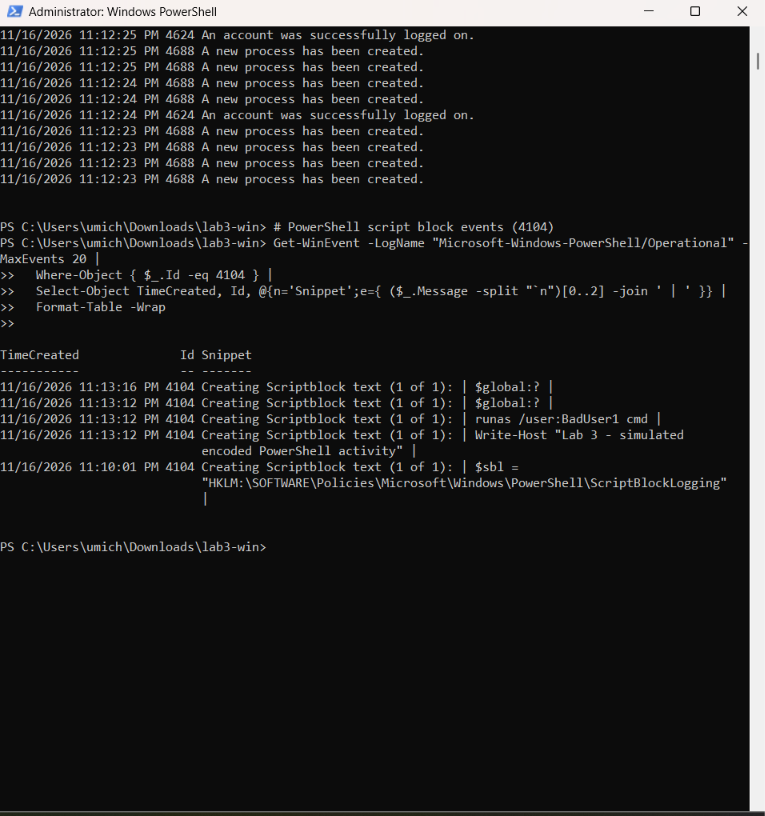 Administrator: Windows PowerShell
11/16/2026 11:12:25 PM 4624 An account was successfully logged on.
11/16/2026 11:12:25 PM 4688 A new process has been created.
11/16/2026 11:12:25 PM 4688 A new process has been created.
11/16/2026 11:12:24 PM 4688 A new process has been created.
11/16/2026 11:12:24 PM 4688 A new process has been created.
11/16/2026 11:12:24 PM 4624 An account was successfully logged on.
11/16/2026 11:12:23 PM 4688 A new process has been created.
11/16/2026 11:12:23 PM 4688 A new process has been created.
11/16/2026 11:12:23 PM 4688 A new process has been created.
11/16/2026 11:12:23 PM 4688 A new process has been created.
PS C:\Users\umich\Downloads\lab3-win> # PowerShell script block events (4104)
PS C:\Users\umich\Downloads\lab3-win> Get-WinEvent -LogName "Microsoft-Windows-PowerShell/Operational" -
MaxEvents 20 |
>>   Where-Object { $_.Id -eq 4104 } |
>>   Select-Object TimeCreated, Id, @{n='Snippet';e={ ($_.Message -split "`n")[0..2] -join ' | ' }} |
>>   Format-Table -Wrap
>>
TimeCreated             Id Snippet
-----------             -- -------
11/16/2026 11:13:16 PM 4104 Creating Scriptblock text (1 of 1): | $global:? |
11/16/2026 11:13:12 PM 4104 Creating Scriptblock text (1 of 1): | $global:? |
11/16/2026 11:13:12 PM 4104 Creating Scriptblock text (1 of 1): | runas /user:BadUser1 cmd |
11/16/2026 11:13:12 PM 4104 Creating Scriptblock text (1 of 1): | Write-Host "Lab 3 - simulated
encoded PowerShell activity" |
11/16/2026 11:10:01 PM 4104 Creating Scriptblock text (1 of 1): | $sbl =
"HKLM:\SOFTWARE\Policies\Microsoft\Windows\PowerShell\ScriptBlockLogging"
|
PS C:\Users\umich\Downloads\lab3-win>